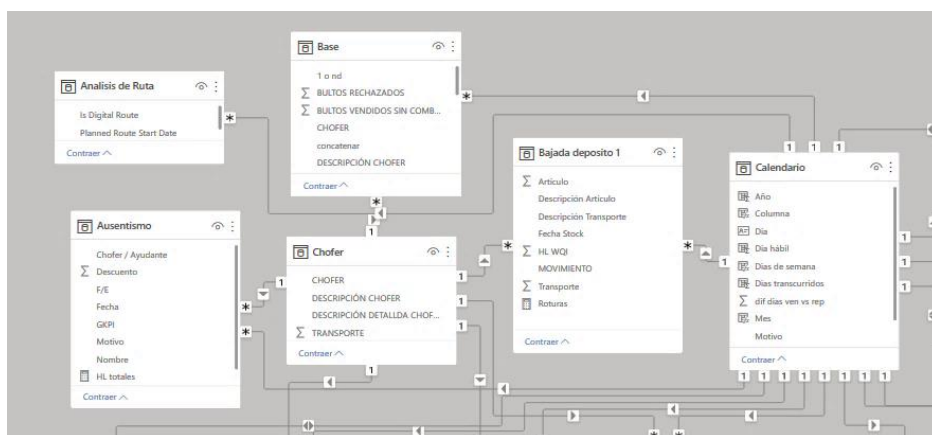 Base
1 o nd
BULTOS RECHAZADOS
BULTOS VENDIDOS SIN COMB...
CHOFER
concatenar
DESCRIPCIÓN CHOFER
Contraer
Analisis de Ruta
Is Digital Route
Planned Route Start Date
Contraer
Bajada deposito 1
Artículo
Descripción Artículo
Descripción Transporte
Fecha Stock
HL WQI
MOVIMIENTO
Transporte
Roturas
Contraer
Calendario
Año
Columna
Día
Día hábil
Dias de semana
Dias transcurridos
dif dias ven vs rep
Mes
Motivo
Contraer
Ausentismo
Chofer / Ayudante
Descuento
F/E
Fecha
GKPI
Motivo
Nombre
HL totales
Contraer
Chofer
CHOFER
DESCRIPCIÓN CHOFER
DESCRIPCIÓN DETALLDA CHOF...
TRANSPORTE
Contraer